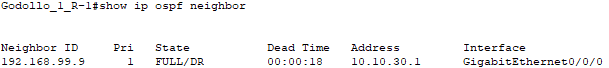 Godollo_1_R-1#show ip ospf neighbor
Neighbor ID     Pri   State           Dead Time   Address         Interface
192.168.99.9      1   FULL/DR         00:00:18    10.10.30.1      GigabitEthernet0/0/0